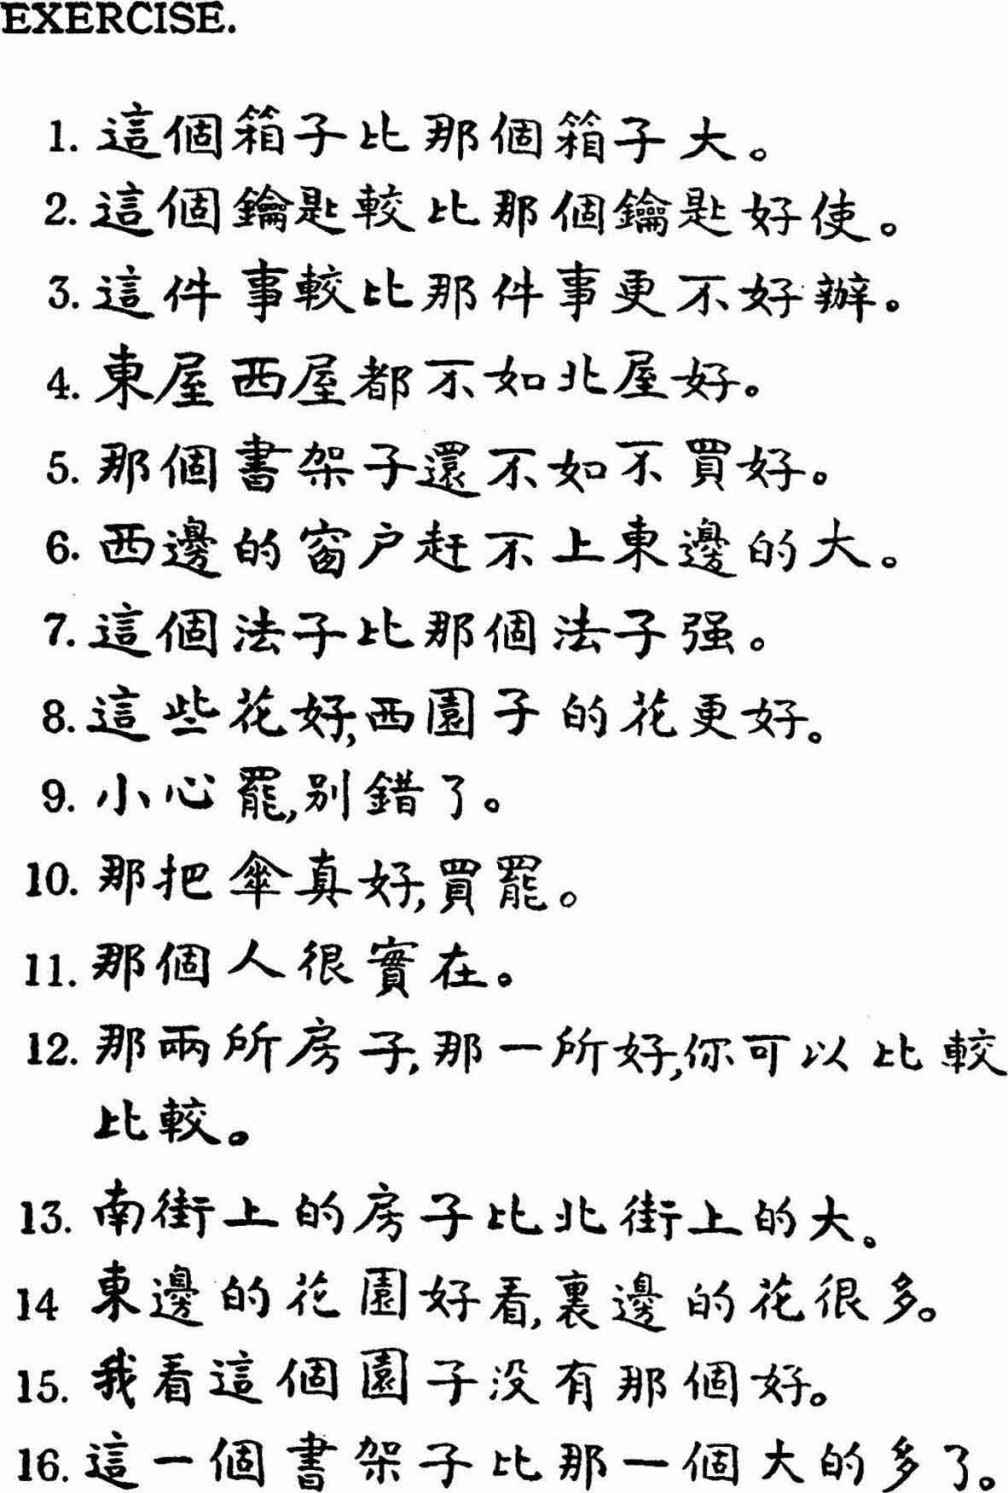 EXERCISE.
1. 這個箱子比那個箱子大。
2. 這個鑰匙較比那個鑰匙好使。
3. 這件事較比那件事更不好辦。
4. 東屋西屋都不如北屋好。
5. 那個書架子還不如不買好。
6. 西邊的窗户赶不上東邊的大。
7. 這個法子比那個法子强。
8. 這些花好,西園子的花更好。
9. 小心罷,别錯了。
10. 那把傘真好,買罷。
11. 那個人很實在。
12. 那兩所房子,那一所好,你可以比較
比較。
13. 南街上的房子比北街上的大。
14 東邊的花園好看,裏邊的花很多。
15. 我看這個園子没有那個好。
16. 這一個書架子比那一個大的多了。